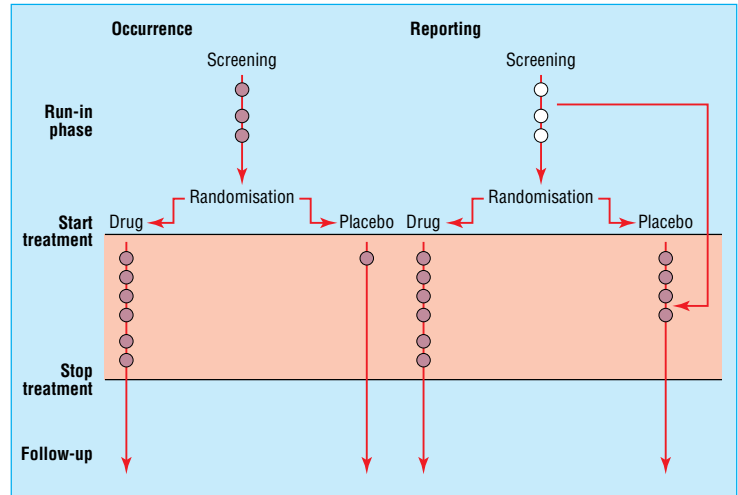 Occurrence
Reporting
Screening
Screening
Run-in
phase
Randomisation
Randomisation
Start
treatment
Drug
Placebo
Drug
Placebo
Stop
treatment
Follow-up